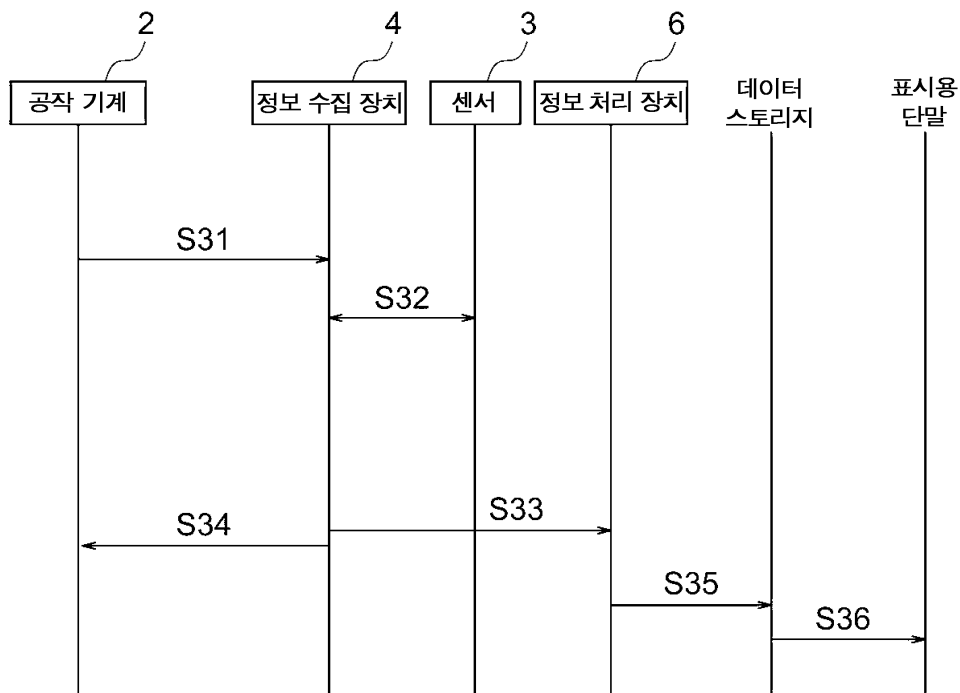 2
4
3
6
공작 기계
정보 수집 장치
센서
정보 처리 장치
데이터
스토리지
표시용
단말
S31
S32
S33
S34
S35
S36